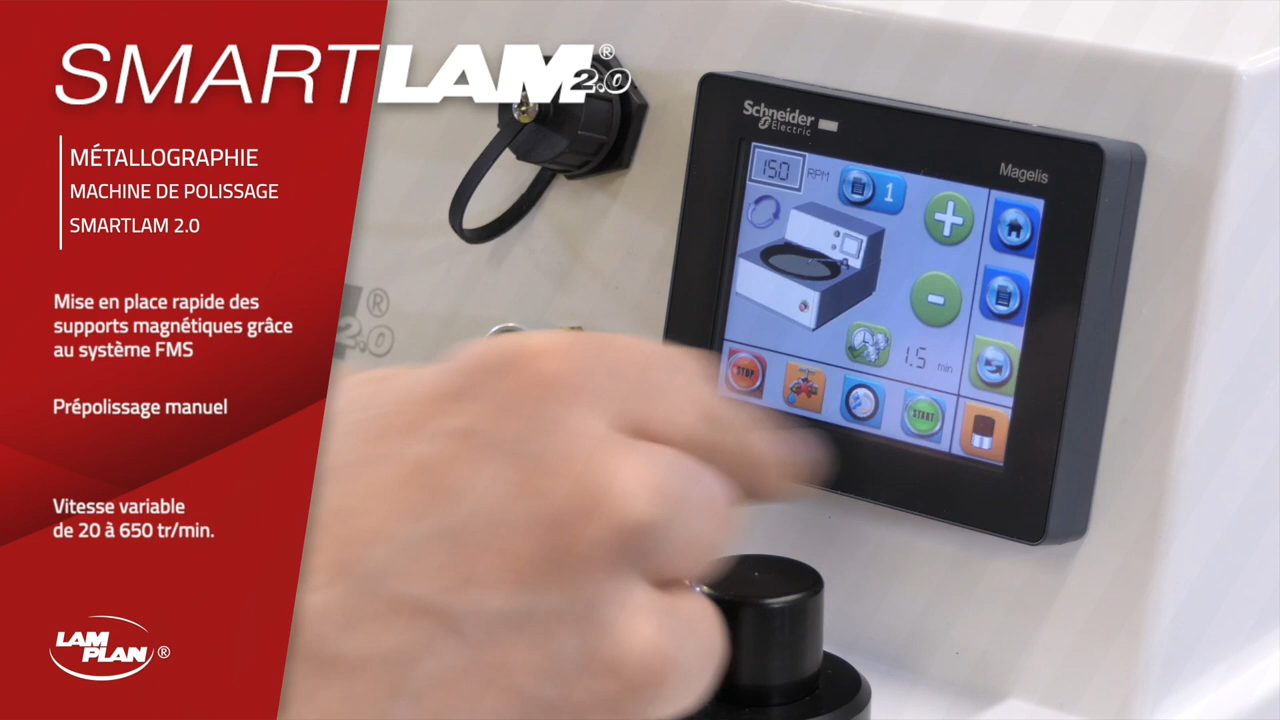 SMARTLAM® 2.0
MÉTALLOGRAPHIE
MACHINE DE POLISSAGE
SMARTLAM 2.0
Mise en place rapide des
supports magnétiques grâce
au système FMS
Prépolissage manuel
Vitesse variable
de 20 à 650 tr/min.
LAM
PLAN ®
® 
2.0
Schneider
Electric
Magelis
150 RPM
1
1.5 min
STOP
START